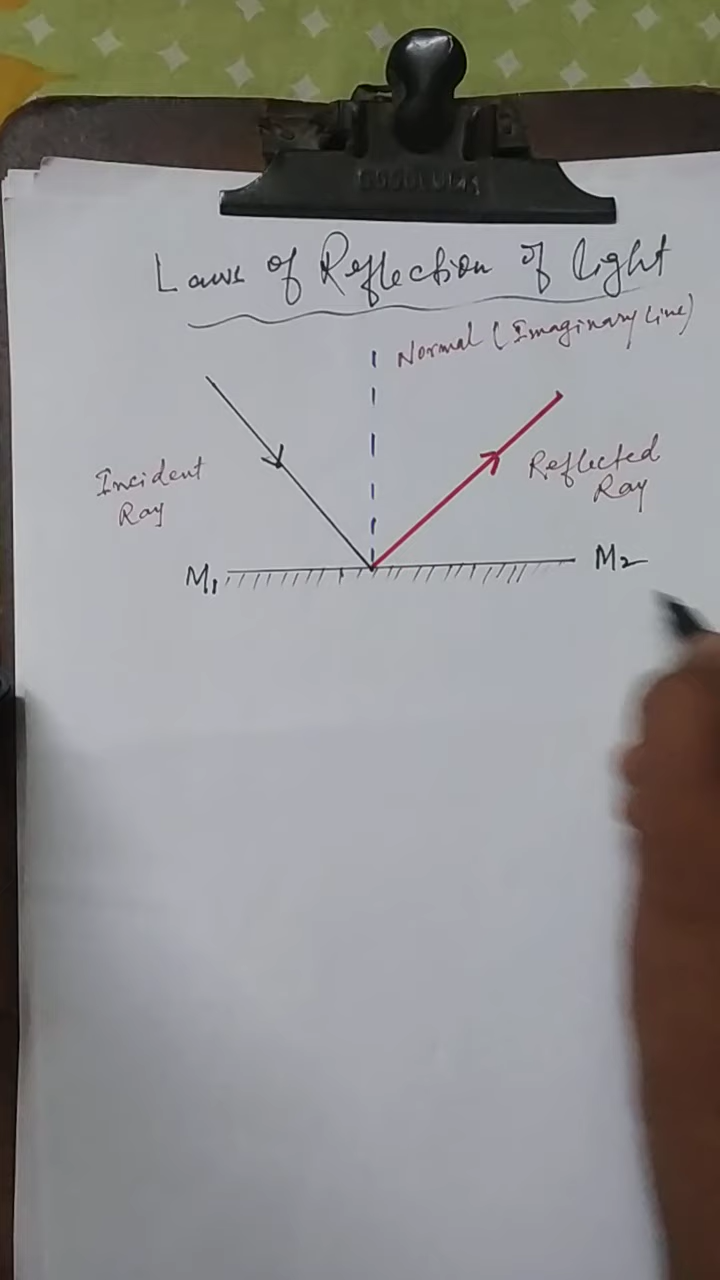 Laws of Reflection of light
Normal (Imaginary Line)
Incident
Ray
Reflected
Ray
M₁
M₂